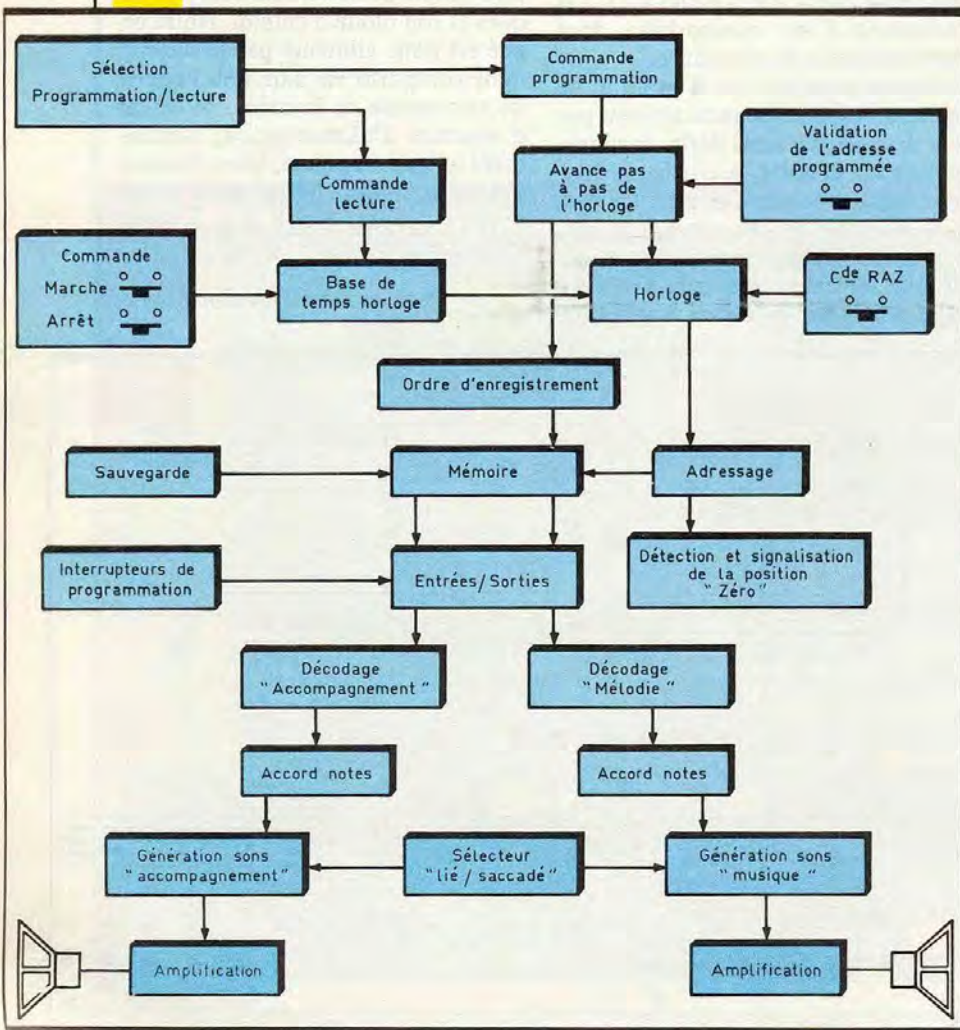 Sélection
Programmation/lecture
Commande
programmation
Validation
de l'adresse
programmée
Commande
lecture
Avance pas
à pas de
l'horloge
Commande
Marche
Arrêt
Base de
temps horloge
Horloge
Cde RAZ
Ordre d'enregistrement
Sauvegarde
Mémoire
Adressage
Interrupteurs de
programmation
Entrées/Sorties
Détection et signalisation
de la position
"Zéro"
Décodage
"Accompagnement"
Décodage
"Mélodie"
Accord notes
Accord notes
Génération sons
"accompagnement"
Sélecteur
"lié / saccadé"
Génération sons
"musique"
Amplification
Amplification